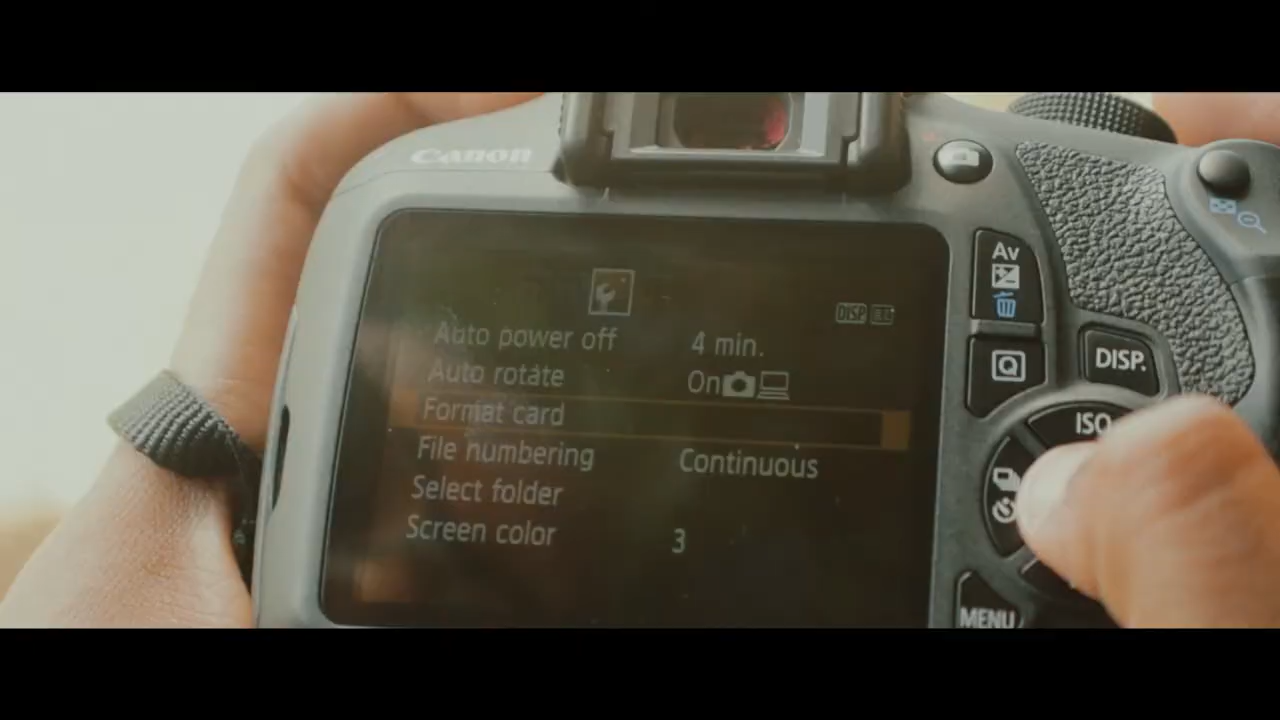 Canon
DISP
Auto power off 4 min.
Auto rotate On
Format card
File numbering Continuous
Select folder
Screen color 3
Av
Q
DISP.
ISO
MENU